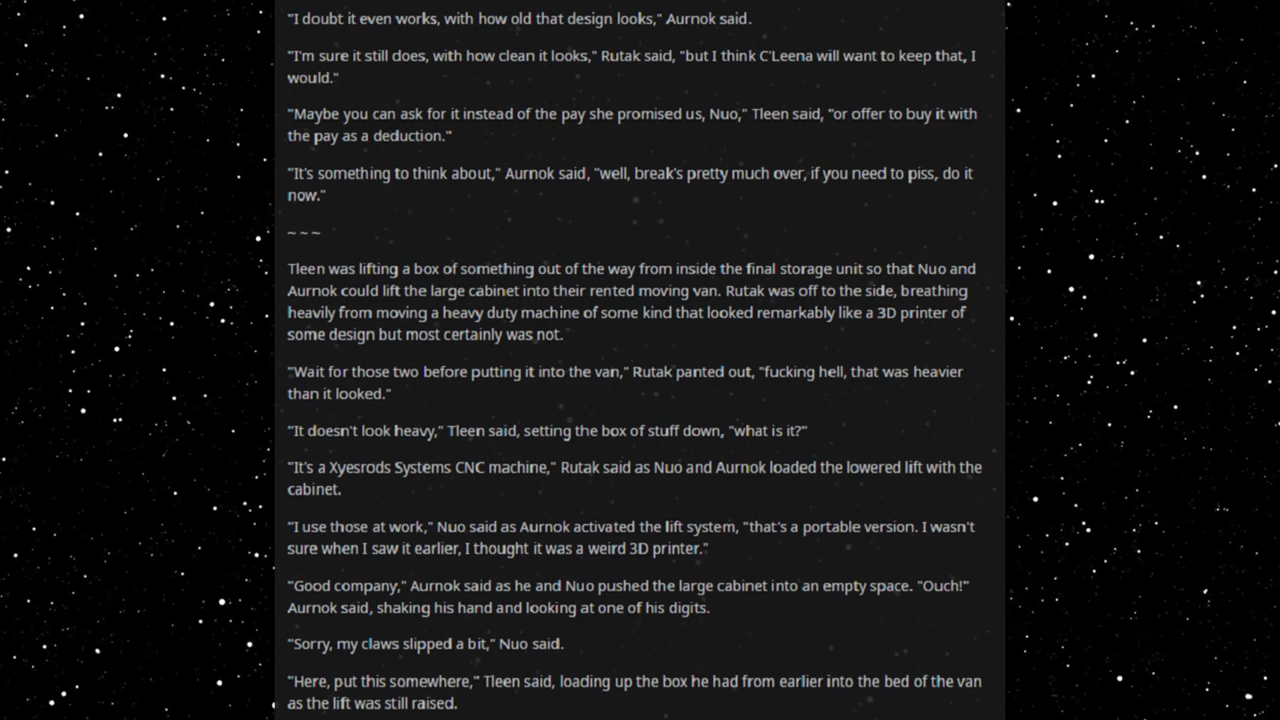 "I doubt it even works, with how old that design looks," Aurnok said.
"I'm sure it still does, with how clean it looks," Rutak said, "but I think C'Leena will want to keep that, I
would."
"Maybe you can ask for it instead of the pay she promised us, Nuo," Tleen said, "or offer to buy it with
the pay as a deduction."
"It's something to think about," Aurnok said, "well, break's pretty much over, if you need to piss, do it
now."
~ ~ ~
Tleen was lifting a box of something out of the way from inside the final storage unit so that Nuo and
Aurnok could lift the large cabinet into their rented moving van. Rutak was off to the side, breathing
heavily from moving a heavy duty machine of some kind that looked remarkably like a 3D printer of
some design but most certainly was not.
"Wait for those two before putting it into the van," Rutak panted out, "fucking hell, that was heavier
than it looked."
"It doesn't look heavy," Tleen said, setting the box of stuff down, "what is it?"
"It's a Xyesrods Systems CNC machine," Rutak said as Nuo and Aurnok loaded the lowered lift with the
cabinet.
"I use those at work," Nuo said as Aurnok activated the lift system, "that's a portable version. I wasn't
sure when I saw it earlier, I thought it was a weird 3D printer."
"Good company," Aurnok said as he and Nuo pushed the large cabinet into an empty space. "Ouch!"
Aurnok said, shaking his hand and looking at one of his digits.
"Sorry, my claws slipped a bit," Nuo said.
"Here, put this somewhere," Tleen said, loading up the box he had from earlier into the bed of the van
as the lift was still raised.